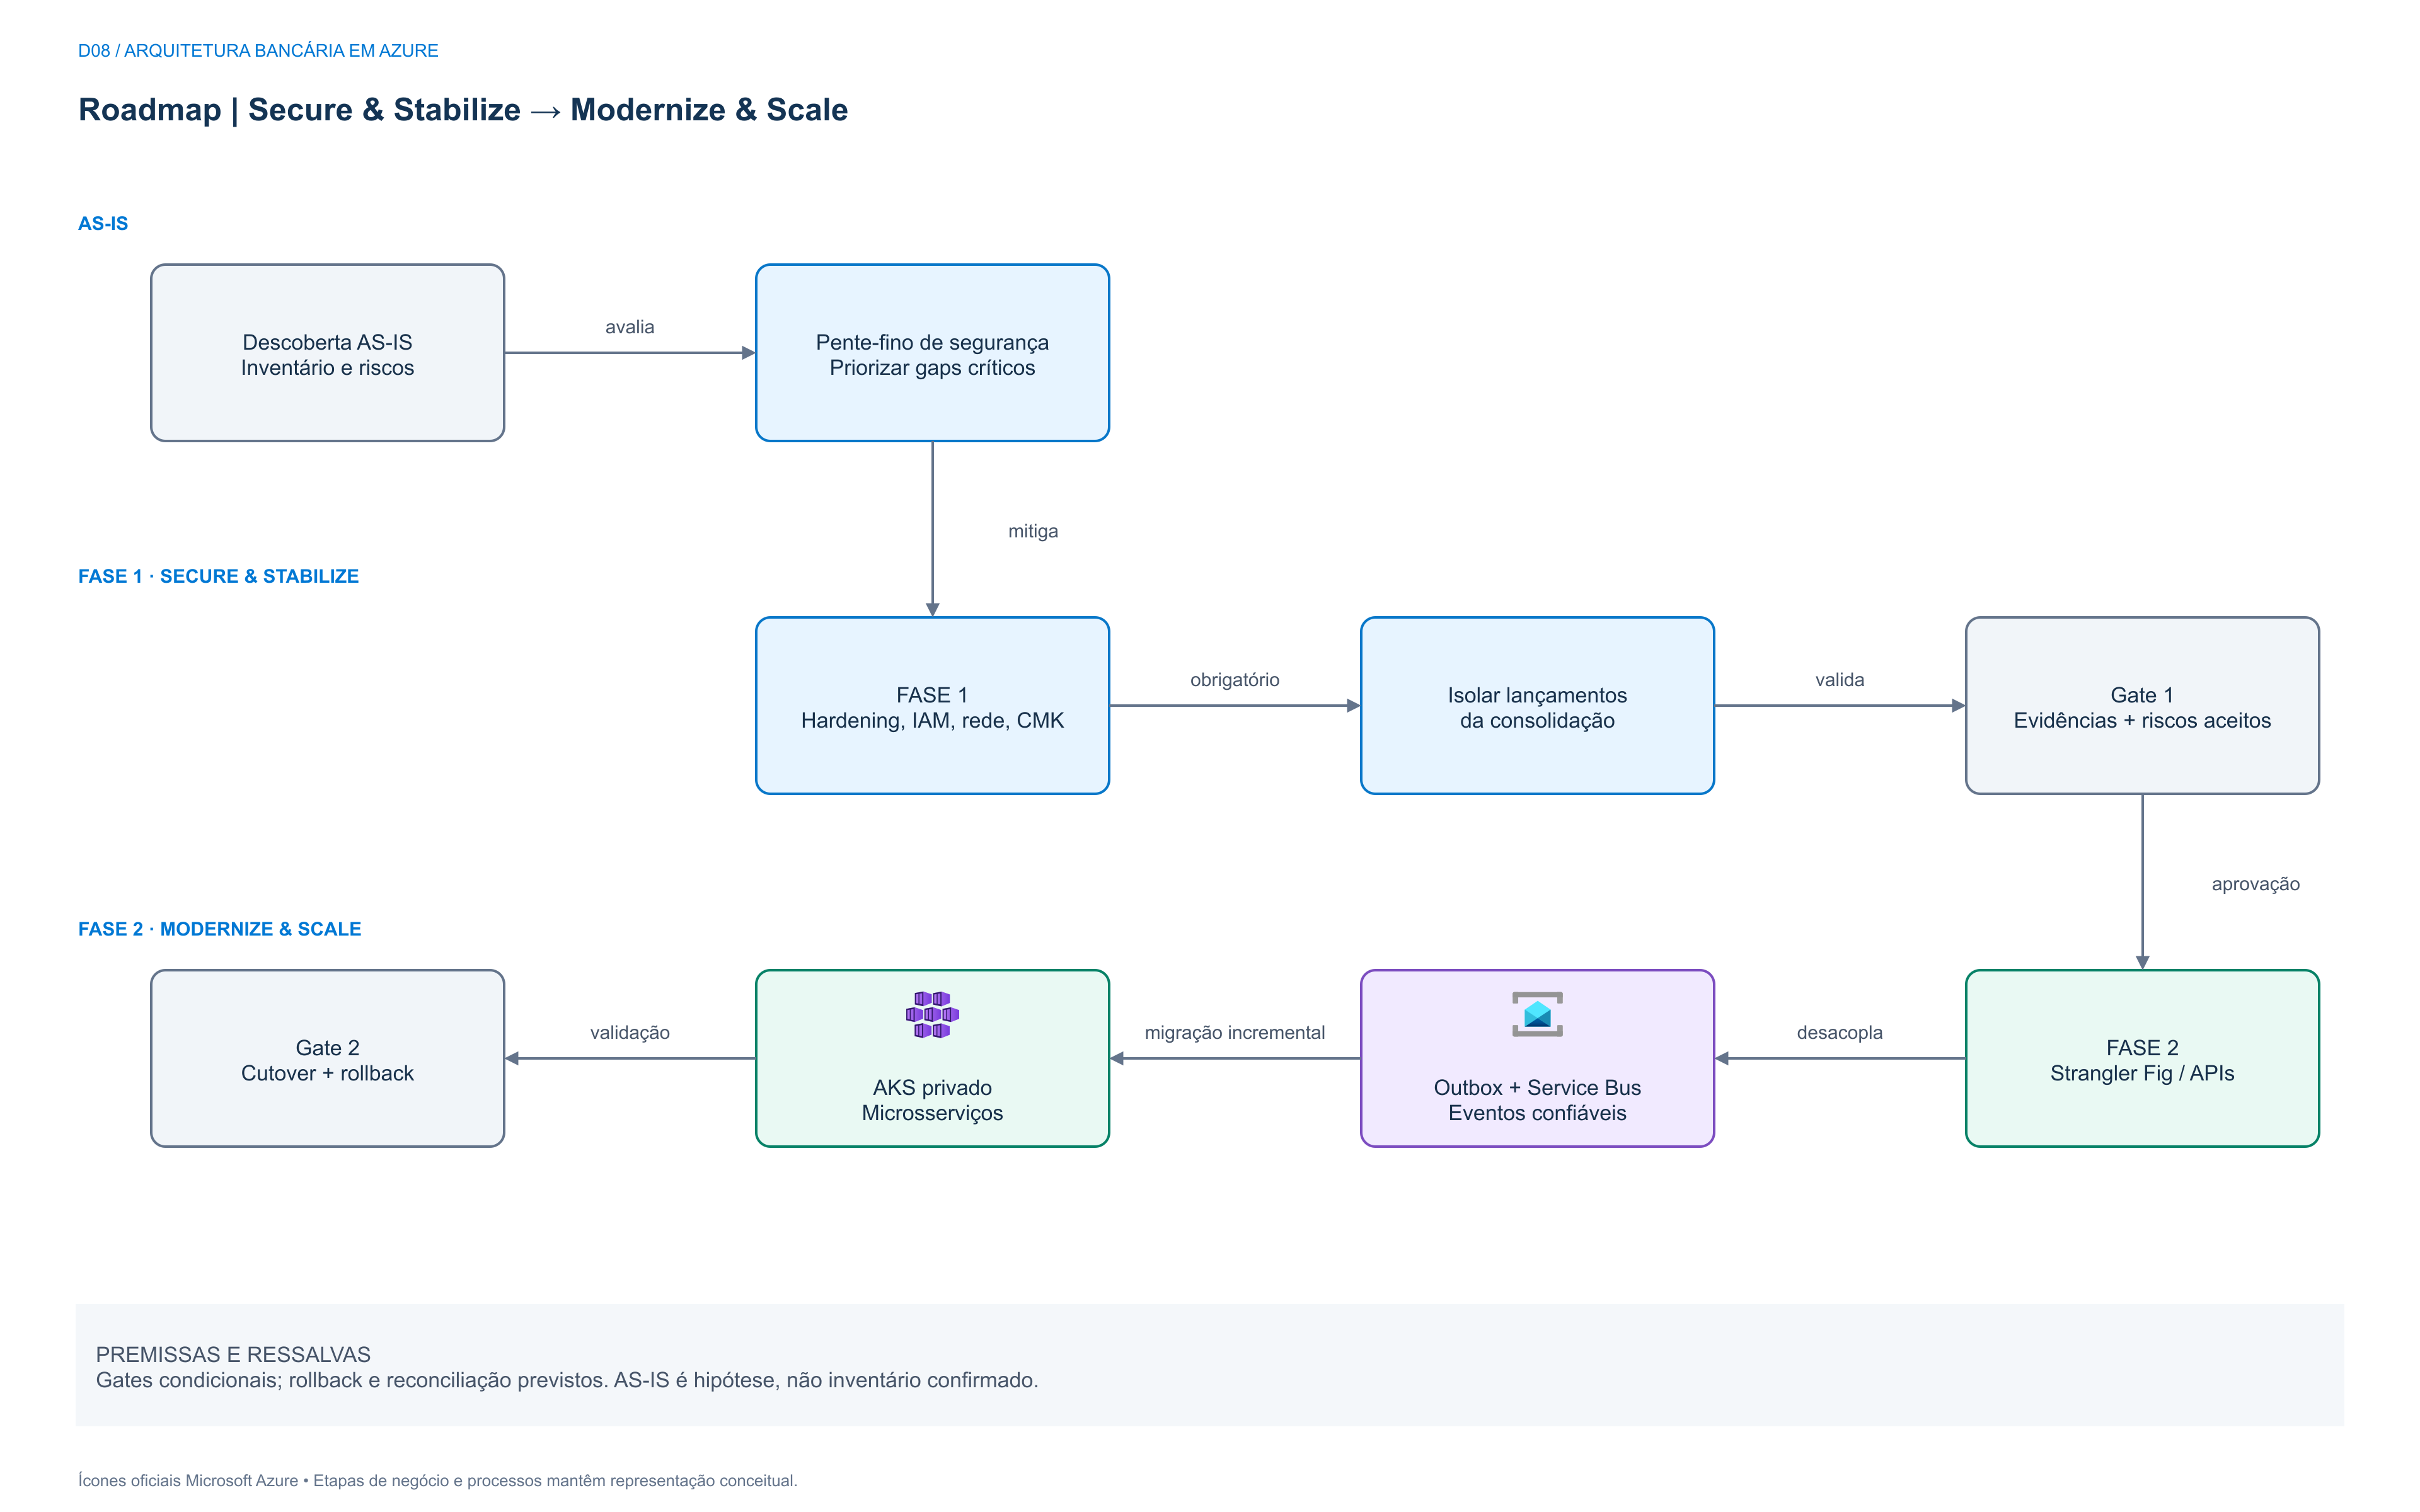 D08 / ARQUITETURA BANCÁRIA EM AZURE
Roadmap | Secure & Stabilize → Modernize & Scale
AS-IS
Descoberta AS-IS
Inventário e riscos
avalia
Pente-fino de segurança
Priorizar gaps críticos
mitiga
FASE 1 · SECURE & STABILIZE
FASE 1
Hardening, IAM, rede, CMK
obrigatório
Isolar lançamentos
da consolidação
valida
Gate 1
Evidências + riscos aceitos
aprovação
FASE 2 · MODERNIZE & SCALE
Gate 2
Cutover + rollback
validação
AKS privado
Microsserviços
migração incremental
Outbox + Service Bus
Eventos confiáveis
desacopla
FASE 2
Strangler Fig / APIs
PREMISSAS E RESSALVAS
Gates condicionais; rollback e reconciliação previstos. AS-IS é hipótese, não inventário confirmado.
Ícones oficiais Microsoft Azure • Etapas de negócio e processos mantêm representação conceitual.